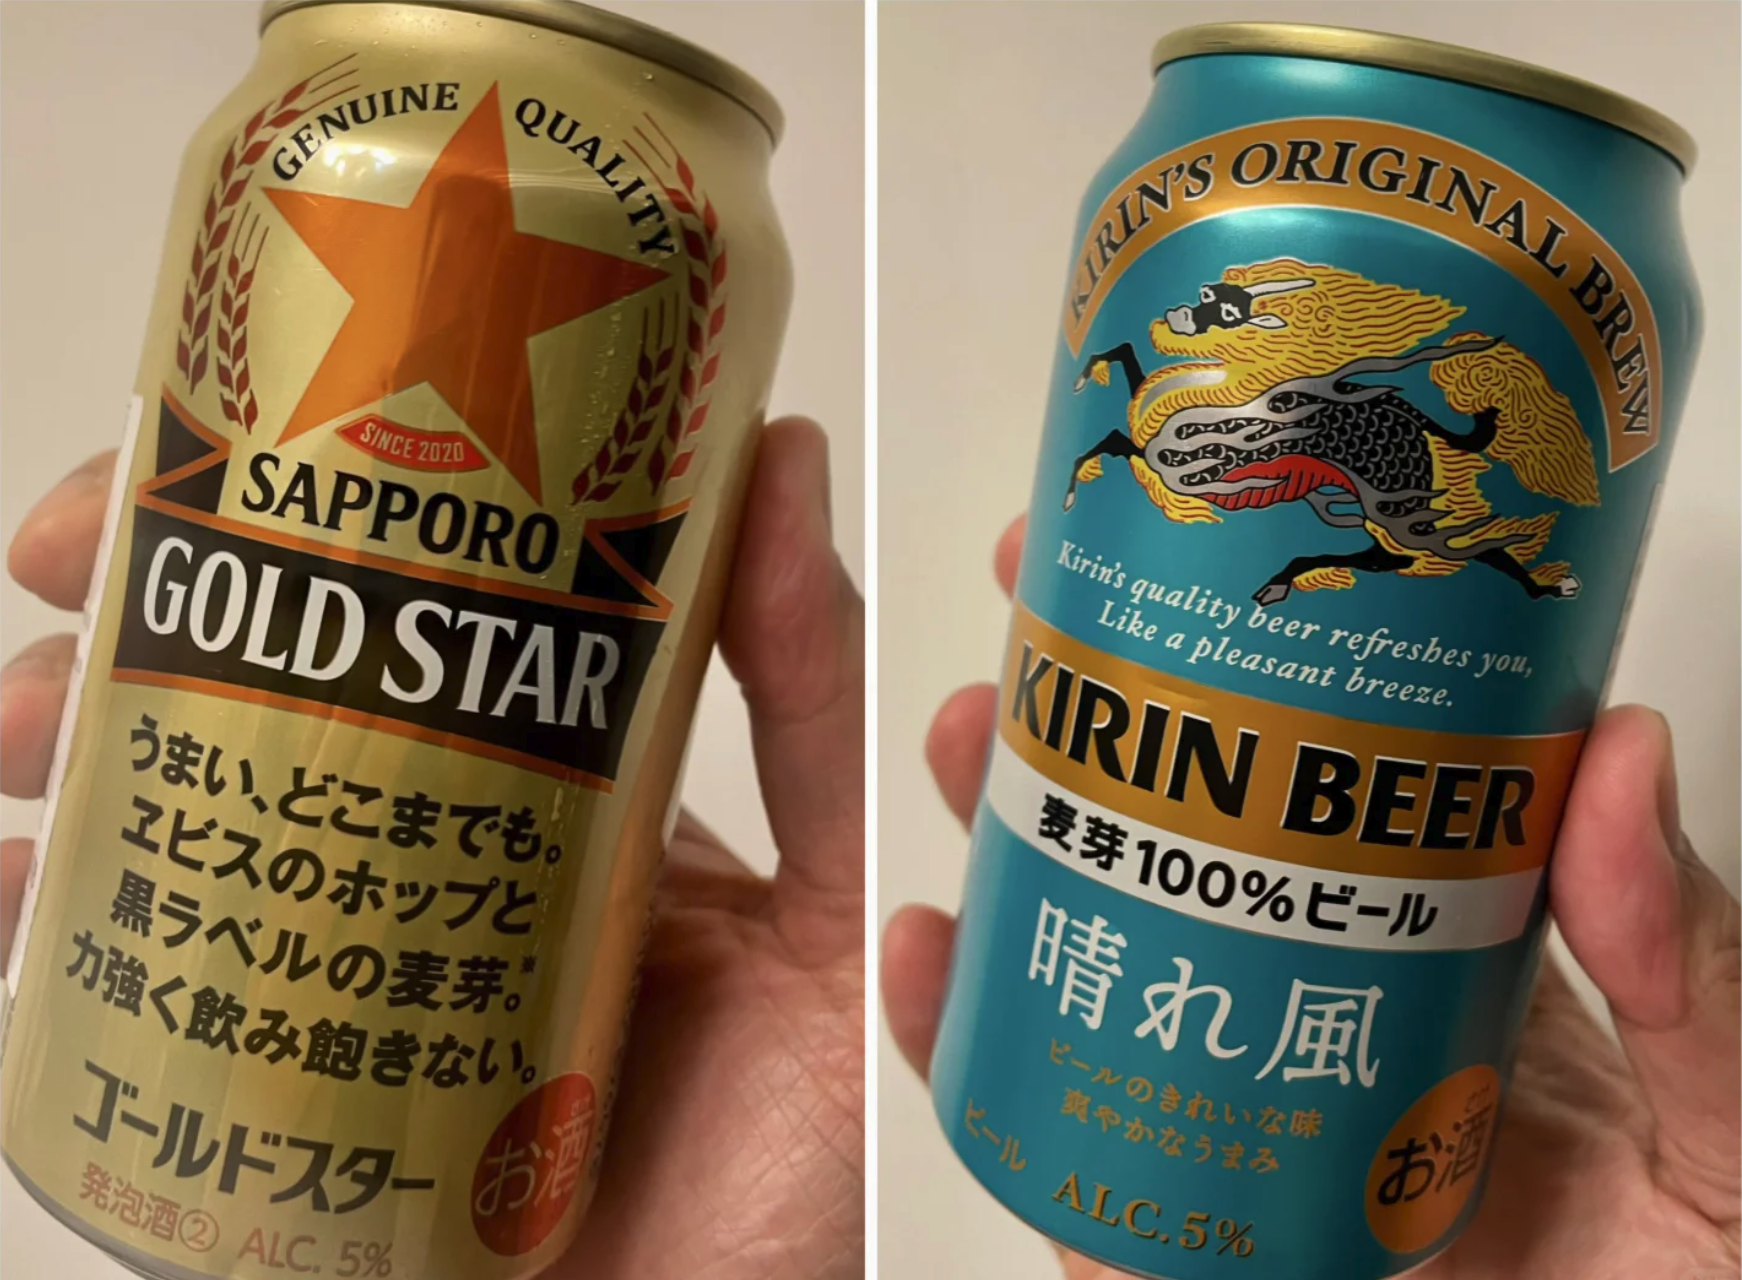 GENUINE QUALITY
SINCE 2020
SAPPORO
GOLD STAR
うまい、どこまでも。
ヱビスのホップと
黒ラベルの麦芽。※
力強く飲み飽きない。
ゴールドスター
発泡酒② ALC. 5%
お酒
KIRIN'S ORIGINAL BREW
Kirin's quality beer refreshes you,
Like a pleasant breeze.
KIRIN BEER
麦芽100%ビール
晴れ風
ビールのきれいな味
爽やかなうまみ
ビール
ALC. 5%
お酒